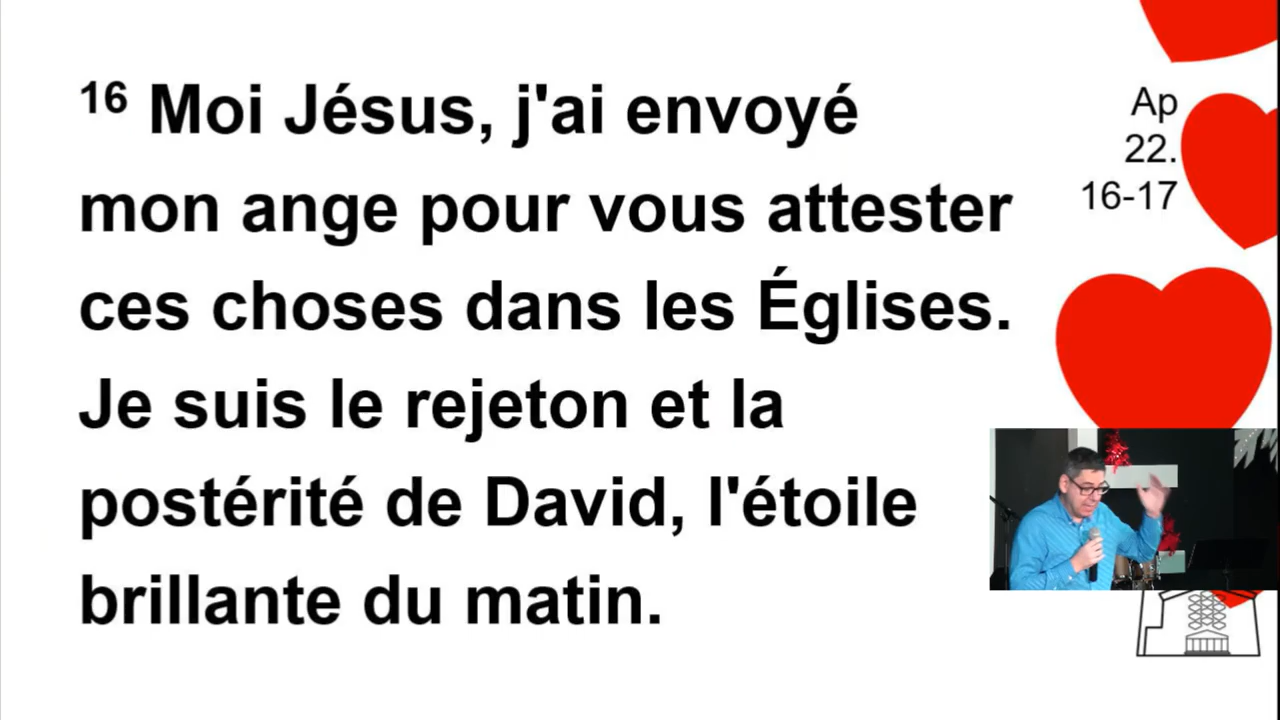 16 Moi Jésus, j'ai envoyé
mon ange pour vous attester
ces choses dans les Églises.
Je suis le rejeton et la
postérité de David, l'étoile
brillante du matin.
Ap
22.
16-17